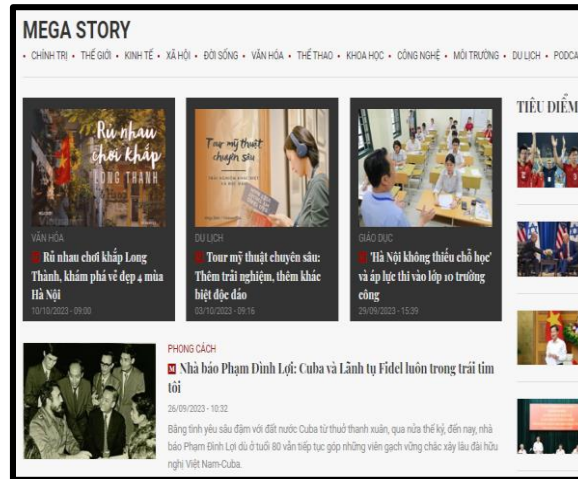 MEGA STORY
• CHÍNH TRỊ • THẾ GIỚI • KINH TẾ • XÃ HỘI • ĐỜI SỐNG • VĂN HÓA • THỂ THAO • KHOA HỌC • CÔNG NGHỆ • MÔI TRƯỜNG • DU LỊCH • PODCA
TIÊU ĐIỂM
Rủ nhau
chơi khắp
LONG THÀNH
VĂN HÓA
M Rủ nhau chơi khắp Long
Thành, khám phá vẻ đẹp 4 mùa
Hà Nội
10/10/2023 - 09:00
Tour mỹ thuật
chuyên sâu
DU LỊCH
M Tour mỹ thuật chuyên sâu:
Thêm trải nghiệm, thêm khác
biệt độc đáo
03/10/2023 - 09:16
GIÁO DỤC
M 'Hà Nội không thiếu chỗ học'
và áp lực thi vào lớp 10 trường
công
29/09/2023 - 15:39
PHONG CÁCH
M Nhà báo Phạm Đình Lợi: Cuba và Lãnh tụ Fidel luôn trong trái tim
tôi
26/09/2023 - 10:32
Bằng tình yêu sâu đậm với đất nước Cuba từ thuở thanh xuân, qua nửa thế kỷ, đến nay, nhà
báo Phạm Đình Lợi dù ở tuổi 80 vẫn tiếp tục góp những viên gạch vững chắc xây lâu đài hữu
nghị Việt Nam-Cuba.